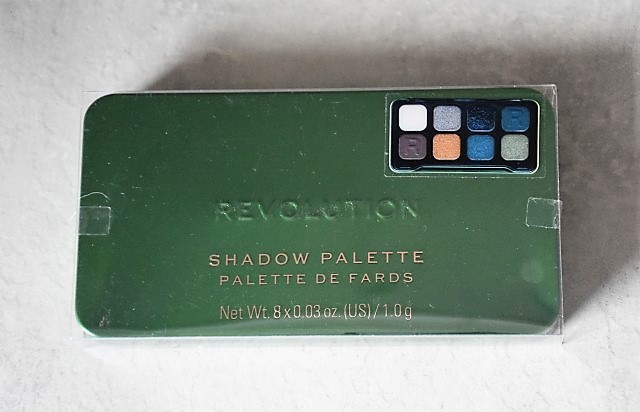 R
R
REVOLUTION
SHADOW PALETTE
PALETTE DE FARDS
Net Wt. 8 x 0.03 oz. (US) / 1.0 g